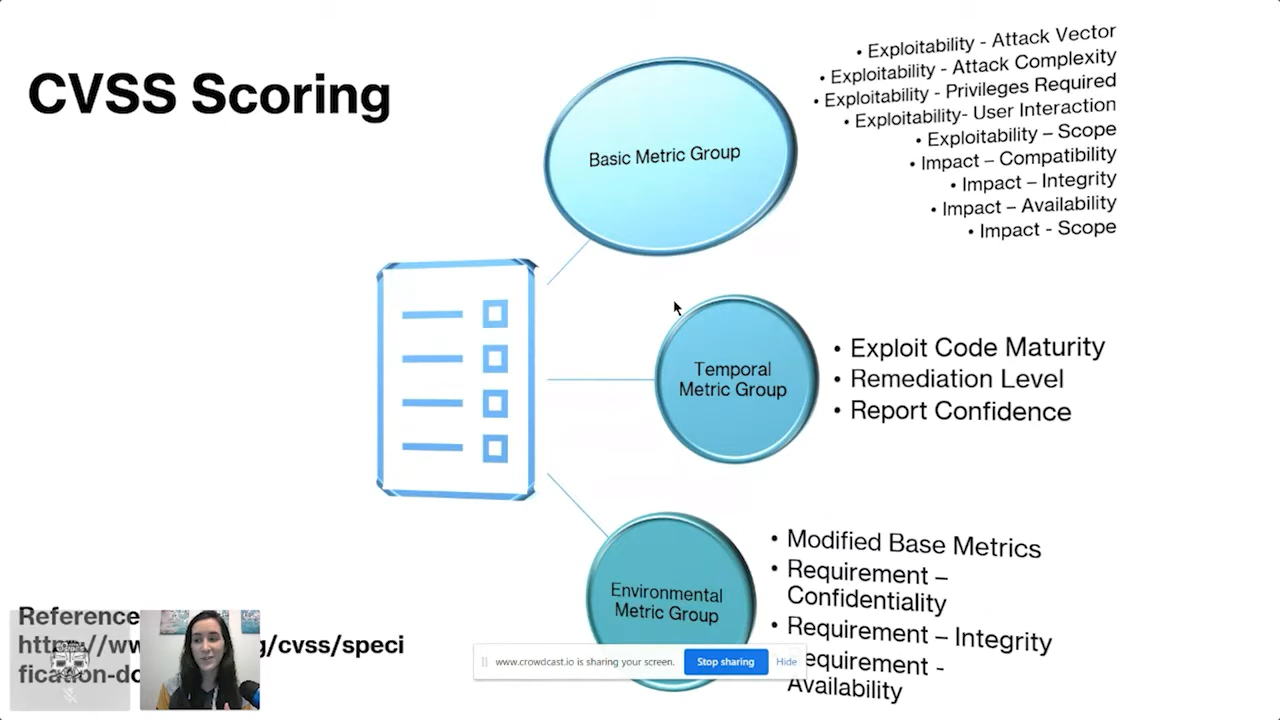 CVSS Scoring
Basic Metric Group
• Exploitability - Attack Vector
• Exploitability - Attack Complexity
• Exploitability - Privileges Required
• Exploitability- User Interaction
• Exploitability – Scope
• Impact – Compatibility
• Impact – Integrity
• Impact – Availability
• Impact - Scope
Temporal
Metric Group
• Exploit Code Maturity
• Remediation Level
• Report Confidence
Environmental
Metric Group
• Modified Base Metrics
• Requirement –
Confidentiality
• Requirement – Integrity
Requirement -
Availability
Reference
/cvss/speci
www.crowdcast.io is sharing your screen.
Stop sharing
Hide